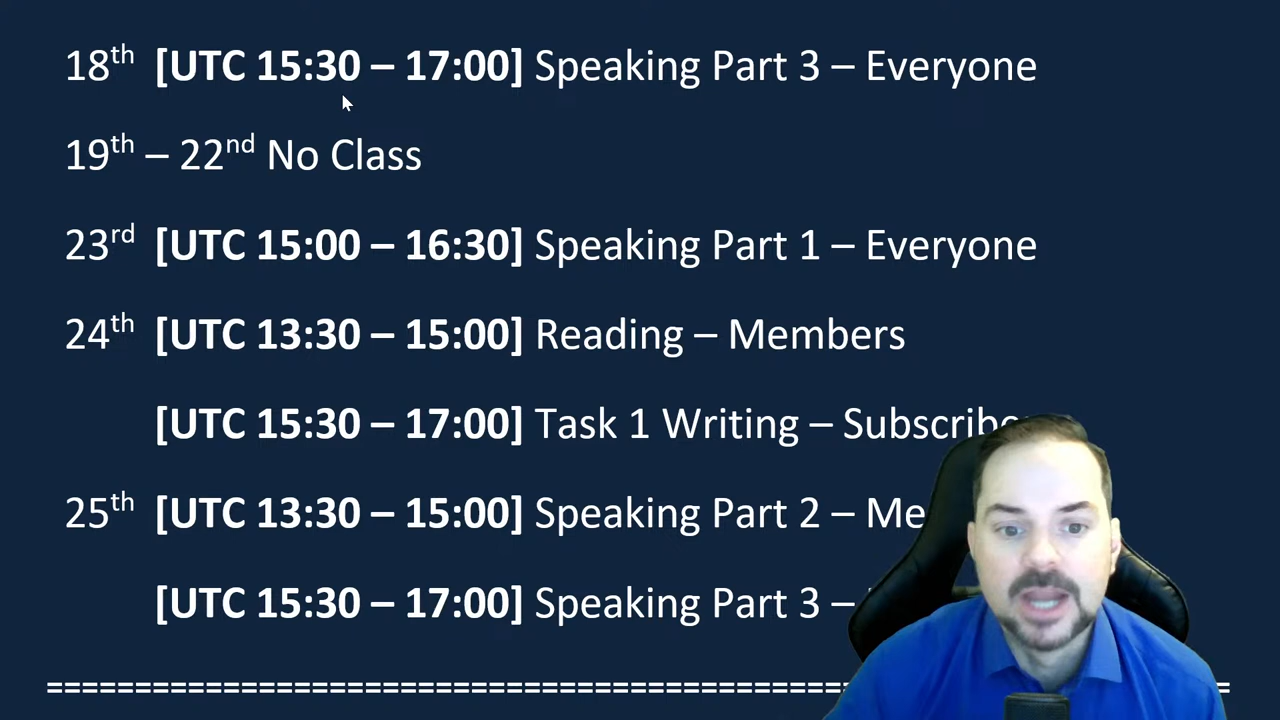 18th [UTC 15:30 – 17:00] Speaking Part 3 – Everyone
19th – 22nd No Class
23rd [UTC 15:00 – 16:30] Speaking Part 1 – Everyone
24th [UTC 13:30 – 15:00] Reading – Members
[UTC 15:30 – 17:00] Task 1 Writing –
25th [UTC 13:30 – 15:00] Speaking Part 2 –
[UTC 15:30 – 17:00] Speaking Part 3 –